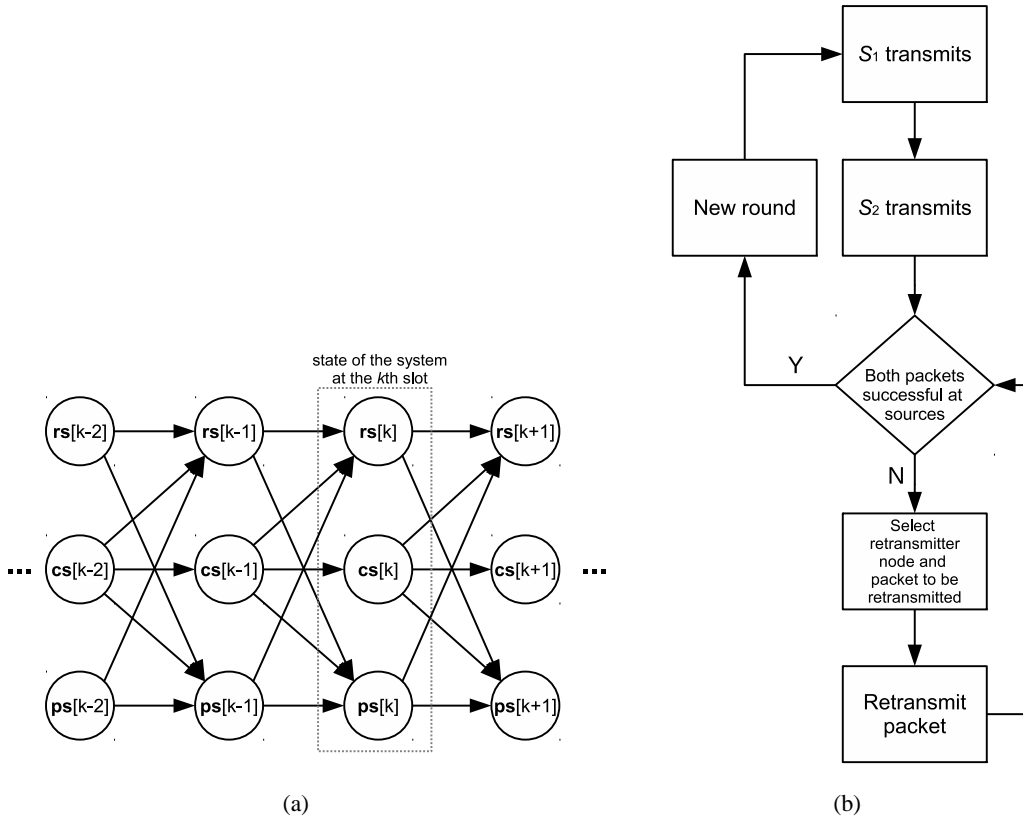 state of the system
at the kth slot
rs[k-2]
rs[k-1]
rs[k]
rs[k+1]
...
cs[k-2]
cs[k-1]
cs[k]
cs[k+1]
...
ps[k-2]
ps[k-1]
ps[k]
ps[k+1]
(a)
S1 transmits
New round
S2 transmits
Y
Both packets
successful at
sources
N
Select
retransmitter
node and
packet to be
retransmitted
Retransmit
packet
(b)